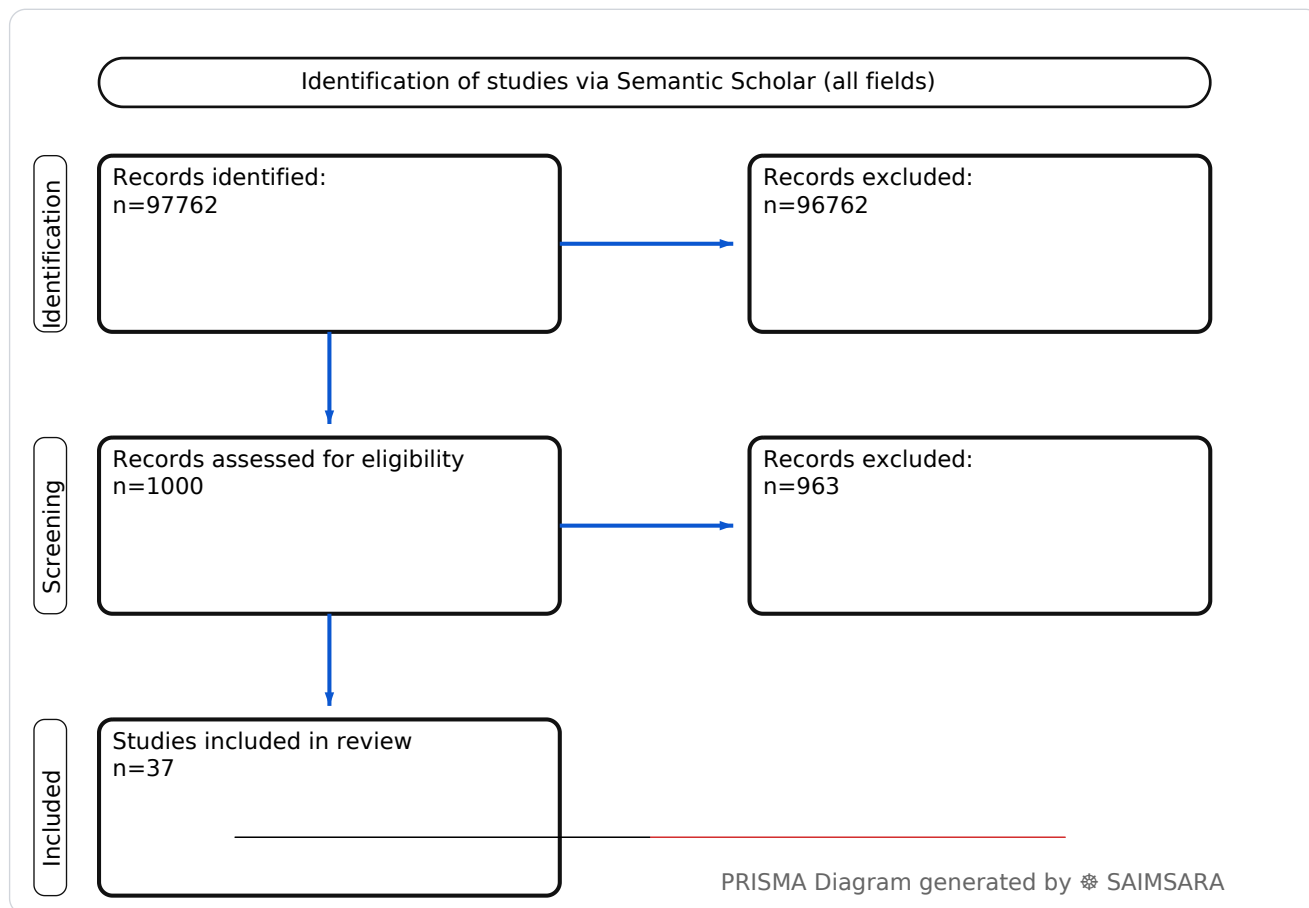 Identification of studies via Semantic Scholar (all fields)
Identification
Records identified:
n=97762
Records excluded:
n=96762
Screening
Records assessed for eligibility
n=1000
Records excluded:
n=963
Included
Studies included in review
n=37
PRISMA Diagram generated by ☸ SAIMSARA